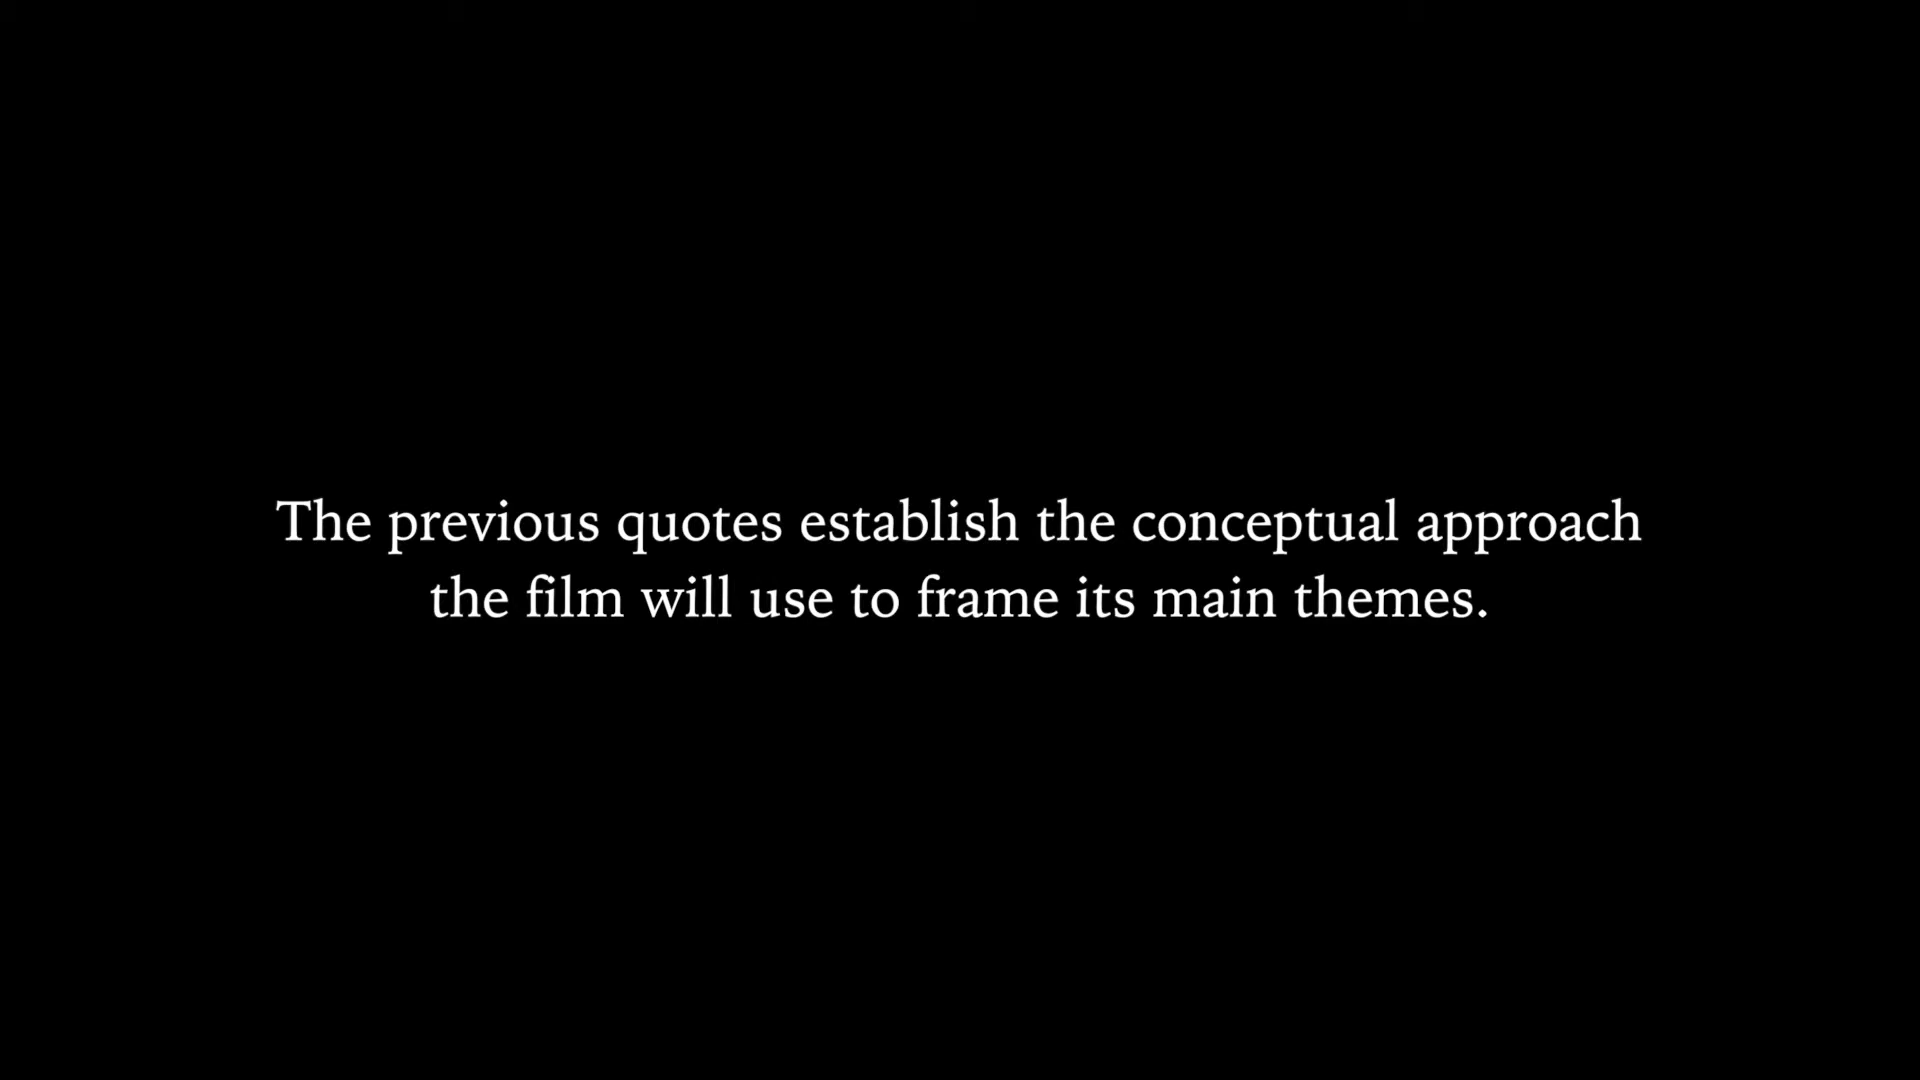 The previous quotes establish the conceptual approach
the film will use to frame its main themes.